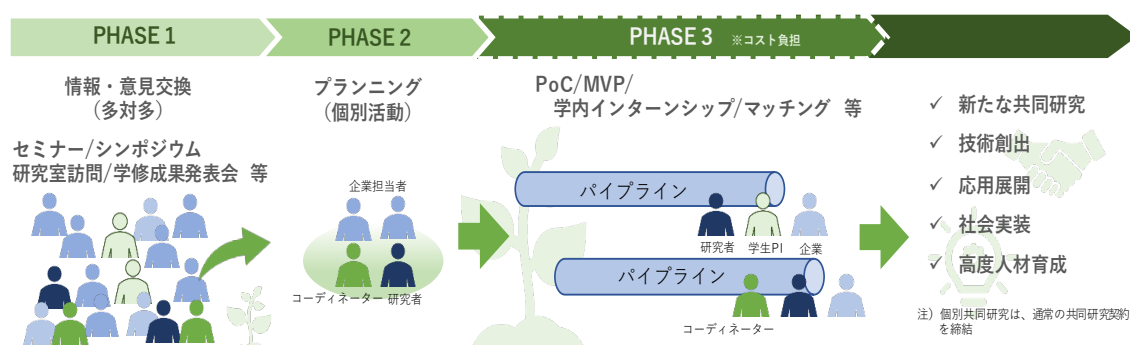 PHASE 1
PHASE 2
PHASE 3 ※コスト負担
情報・意見交換
（多対多）
セミナー/シンポジウム
研究室訪問/学修成果発表会 等
プランニング
（個別活動）
企業担当者
コーディネーター 研究者
PoC/MVP/
学内インターンシップ/マッチング 等
パイプライン
研究者 学生PI 企業
パイプライン
コーディネーター
✓ 新たな共同研究
✓ 技術創出
✓ 応用展開
✓ 社会実装
✓ 高度人材育成
注）個別共同研究は、通常の共同研究契約
を締結